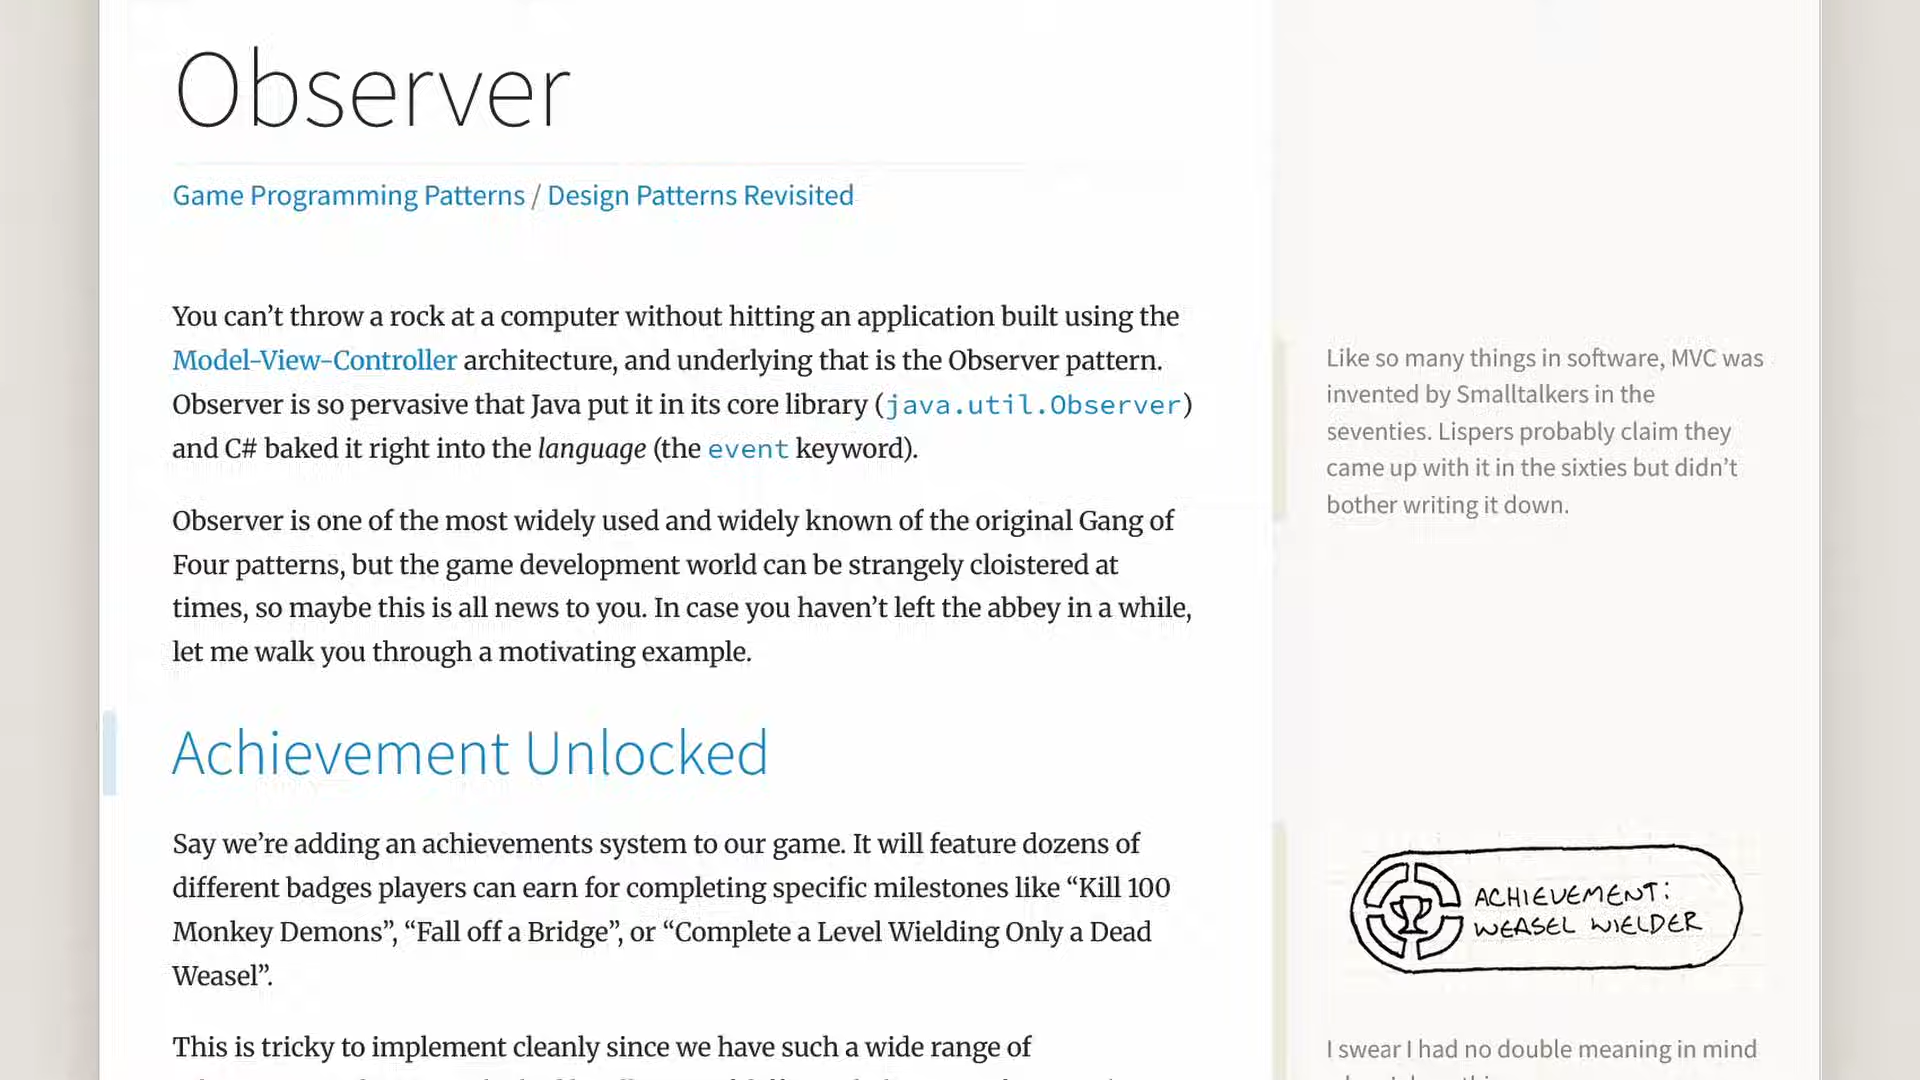 Observer
Game Programming Patterns / Design Patterns Revisited
You can’t throw a rock at a computer without hitting an application built using the
Model-View-Controller architecture, and underlying that is the Observer pattern.
Observer is so pervasive that Java put it in its core library (java.util.Observer)
and C# baked it right into the language (the event keyword).
Like so many things in software, MVC was
invented by Smalltalkers in the
seventies. Lispers probably claim they
came up with it in the sixties but didn’t
bother writing it down.
Observer is one of the most widely used and widely known of the original Gang of
Four patterns, but the game development world can be strangely cloistered at
times, so maybe this is all news to you. In case you haven’t left the abbey in a while,
let me walk you through a motivating example.
Achievement Unlocked
Say we’re adding an achievements system to our game. It will feature dozens of
different badges players can earn for completing specific milestones like “Kill 100
Monkey Demons”, “Fall off a Bridge”, or “Complete a Level Wielding Only a Dead
Weasel”.
ACHIEVEMENT:
WEASEL WIELDER
This is tricky to implement cleanly since we have such a wide range of
I swear I had no double meaning in mind